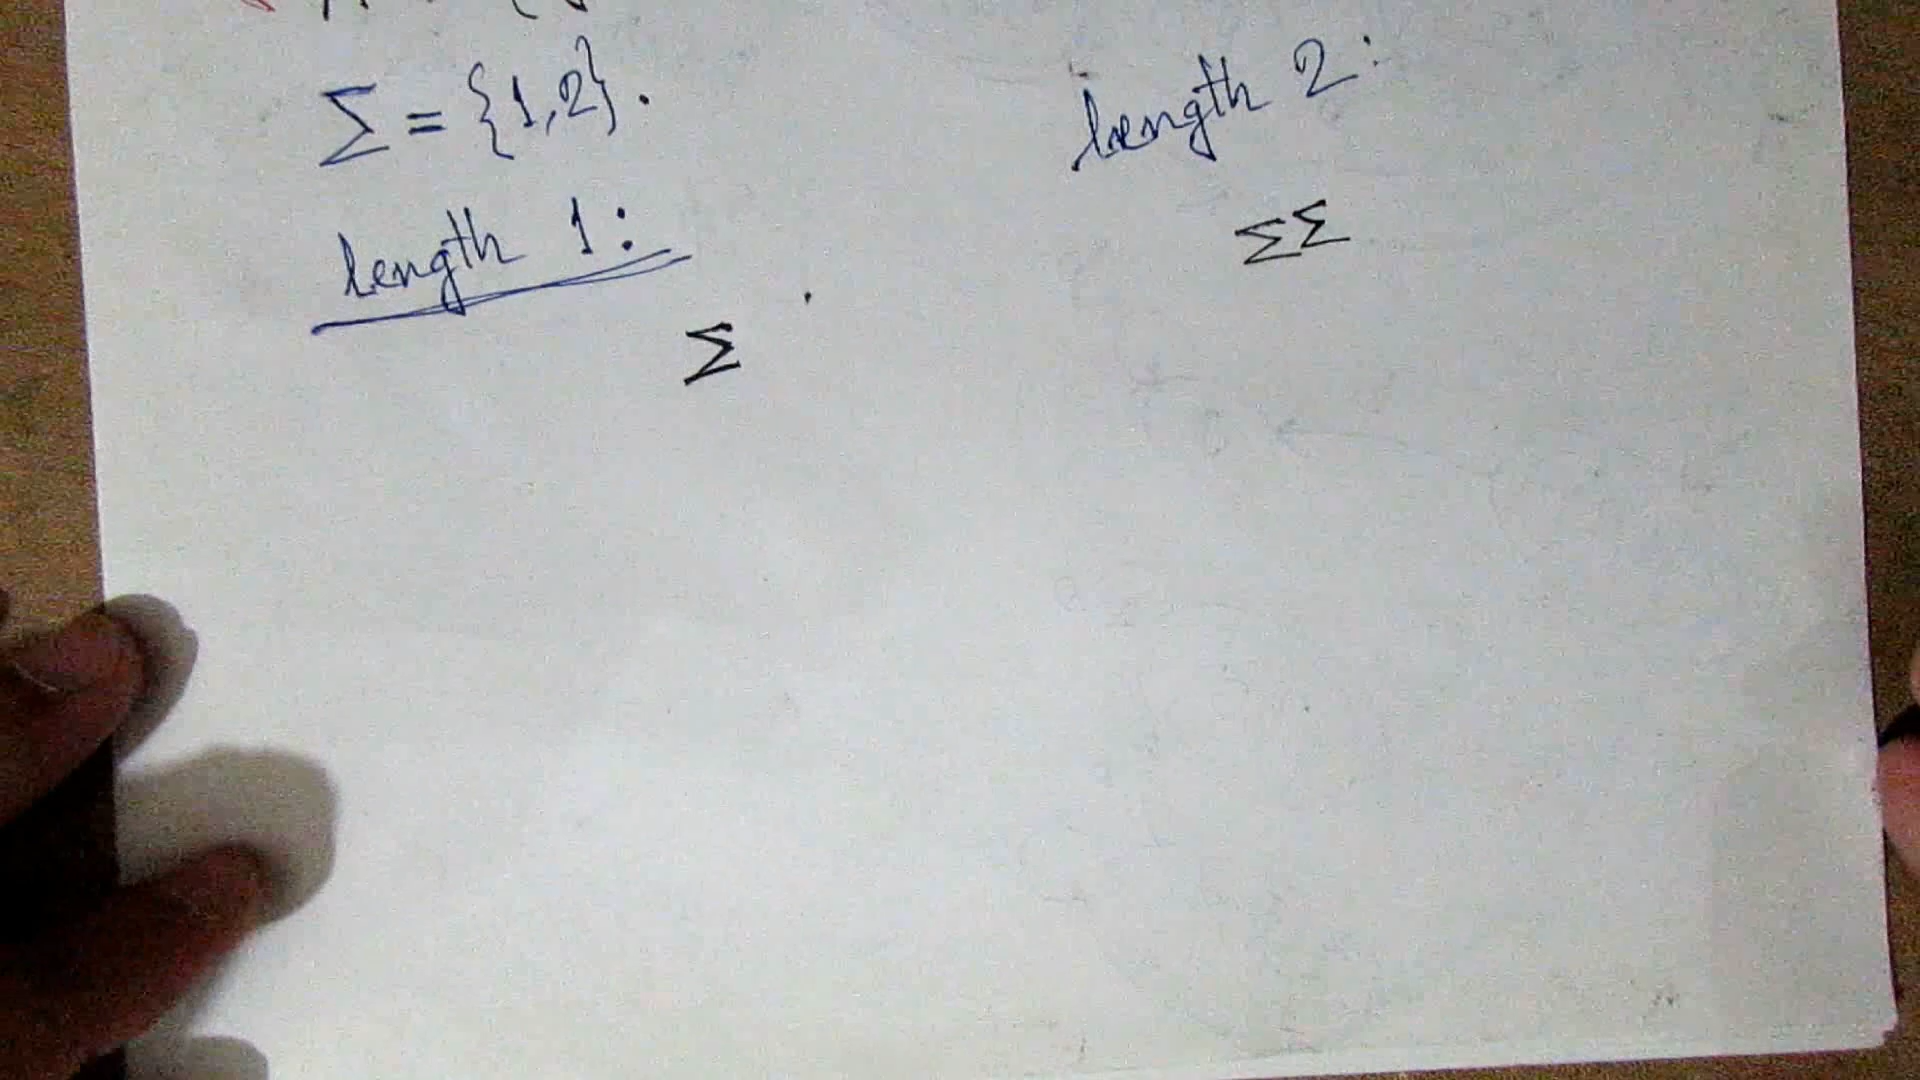 Σ = {1,2}.
length 1:
Σ
length 2:
ΣΣ